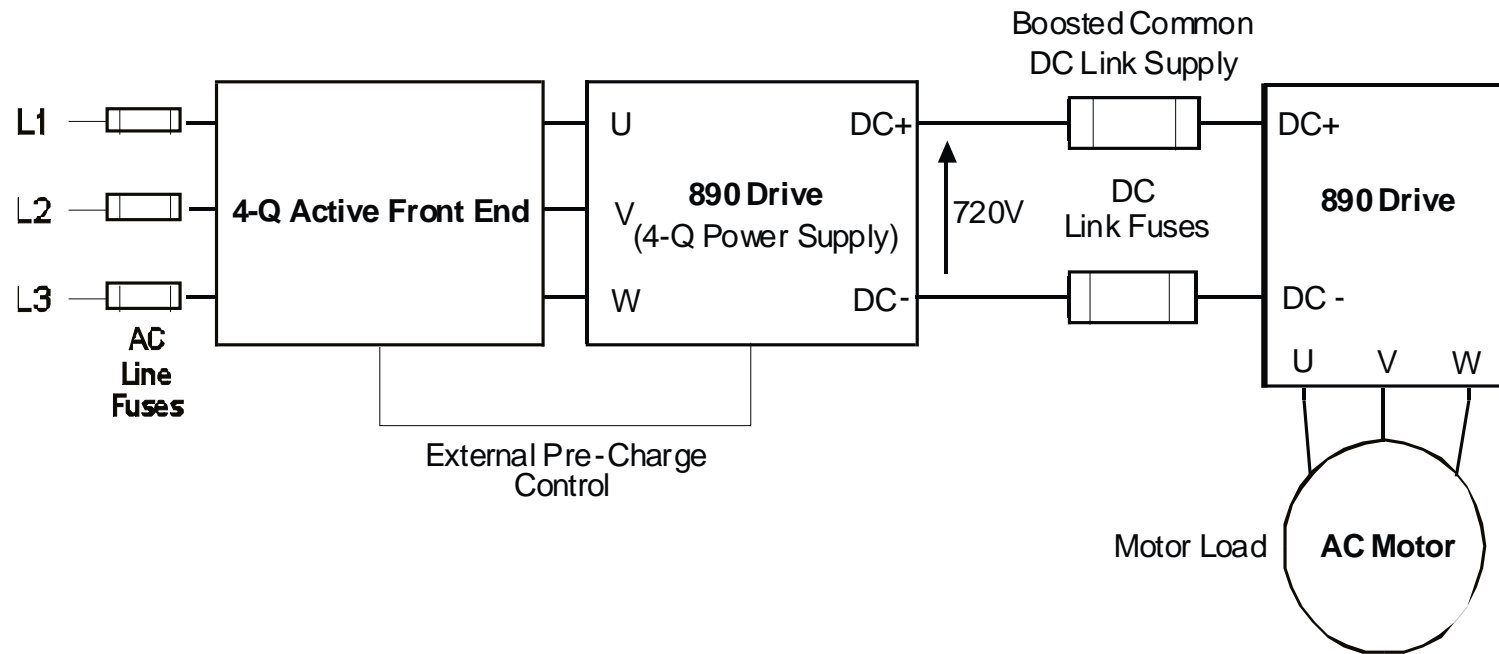 Boosted Common
DC Link Supply
L1
L2
L3
AC
Line
Fuses
4-Q Active Front End
U
V
W
890 Drive
(4-Q Power Supply)
DC+
DC-
720V
DC
Link Fuses
DC+
890 Drive
DC -
U V W
External Pre-Charge
Control
Motor Load
AC Motor